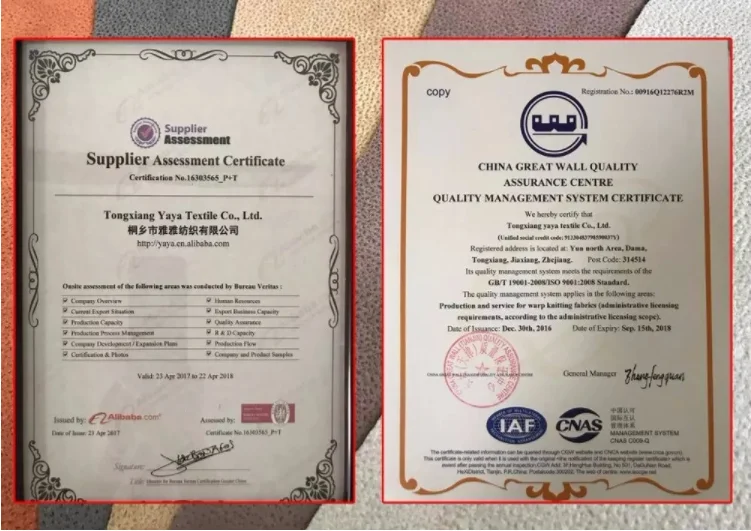 Supplier
Assessment
Supplier Assessment Certificate
Certification No.16303565_P+T
Tongxiang Yaya Textile Co., Ltd.
桐乡市雅雅纺织有限公司
http://yaya.en.alibaba.com
Onsite assessment of the following areas was conducted by Bureau Veritas :
Company Overview
Human Resources
Current Export Situation
Export Business Capacity
Production Capacity
Quality Assurance
Production Process Management
R & D Capacity
Company Development / Expansion Plans
Production Flow
Certification & Photos
Company and Product Samples
Valid: 23 Apr 2017 to 22 Apr 2018
Issued by: Alibaba.com
Assessed by:
Date of Issue: 23 Apr 2017
Certificate No.16303565_P+T
Signature:
copy
Registration No.: 00916Q12276R2M
CHINA GREAT WALL QUALITY
ASSURANCE CENTRE
QUALITY MANAGEMENT SYSTEM CERTIFICATE
We hereby certify that
Tongxiang yaya textile Co., Ltd.
(Unified social credit code:
Registered address is located at: Yun north Area, Dama,
Tongxiang, Jiaxing, Zhejiang. Post Code: 314514
Its quality management system meets the requirements of the
GB/T 19001-2008/ISO 9001:2008 Standard.
The quality management system applies in the following areas:
Production and service for warp knitting fabrics (administrative licensing
requirements, according to the administrative licensing scope).
Date of Issuance: Dec. 30th, 2016 Date of Expiry: Sep. 15th, 2018
General Manager
IAF
CNAS
中国认可
国际互认
管理体系
MANAGEMENT SYSTEM
CNAS C009-Q